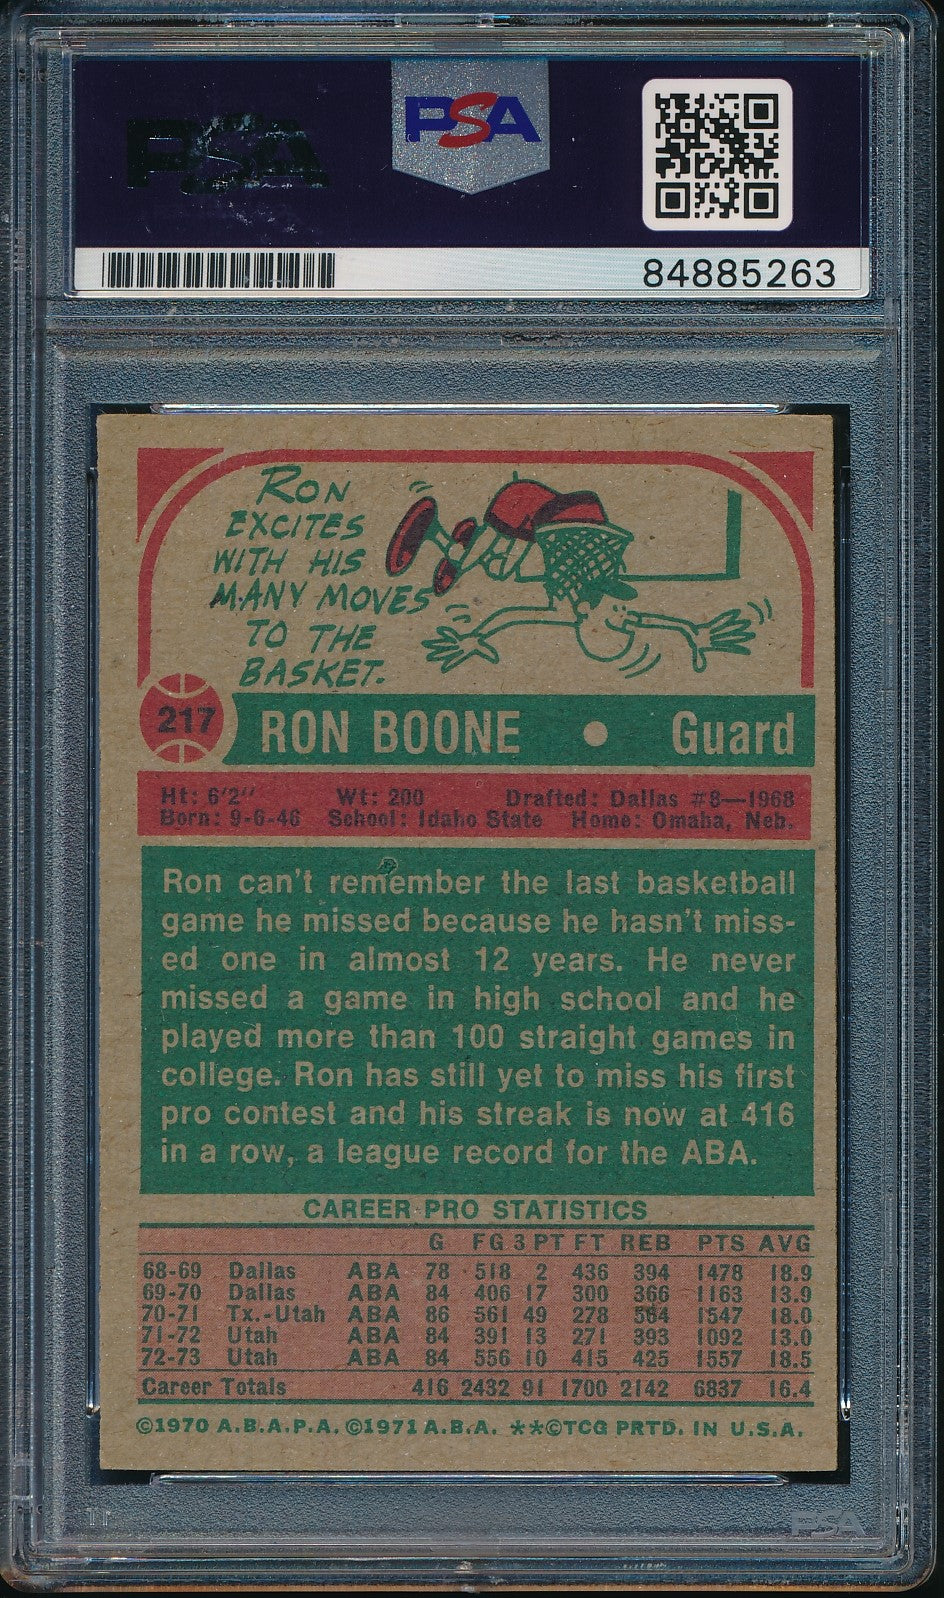 PSA
PSA
84885263
RON
EXCITES
WITH HIS
MANY MOVES
TO THE
BASKET.
217 RON BOONE • Guard
Ht: 6'2" Wt: 200 Drafted: Dallas #8—1968
Born: 9-6-46 School: Idaho State Home: Omaha, Neb.
Ron can't remember the last basketball
game he missed because he hasn't miss-
ed one in almost 12 years. He never
missed a game in high school and he
played more than 100 straight games in
college. Ron has still yet to miss his first
pro contest and his streak is now at 416
in a row, a league record for the ABA.
CAREER PRO STATISTICS
G FG 3 PT FT REB PTS AVG
68-69 Dallas ABA 78 518 2 436 394 1478 18.9
69-70 Dallas ABA 84 406 17 300 366 1163 13.9
70-71 Tx.-Utah ABA 86 561 49 278 564 1547 18.0
71-72 Utah ABA 84 391 13 271 393 1092 13.0
72-73 Utah ABA 84 556 10 415 425 1557 18.5
Career Totals 416 2432 91 1700 2142 6837 16.4
©1970 A.B.A.P.A. ©1971 A.B.A. **©TCG PRTD. IN U.S.A.
PSA